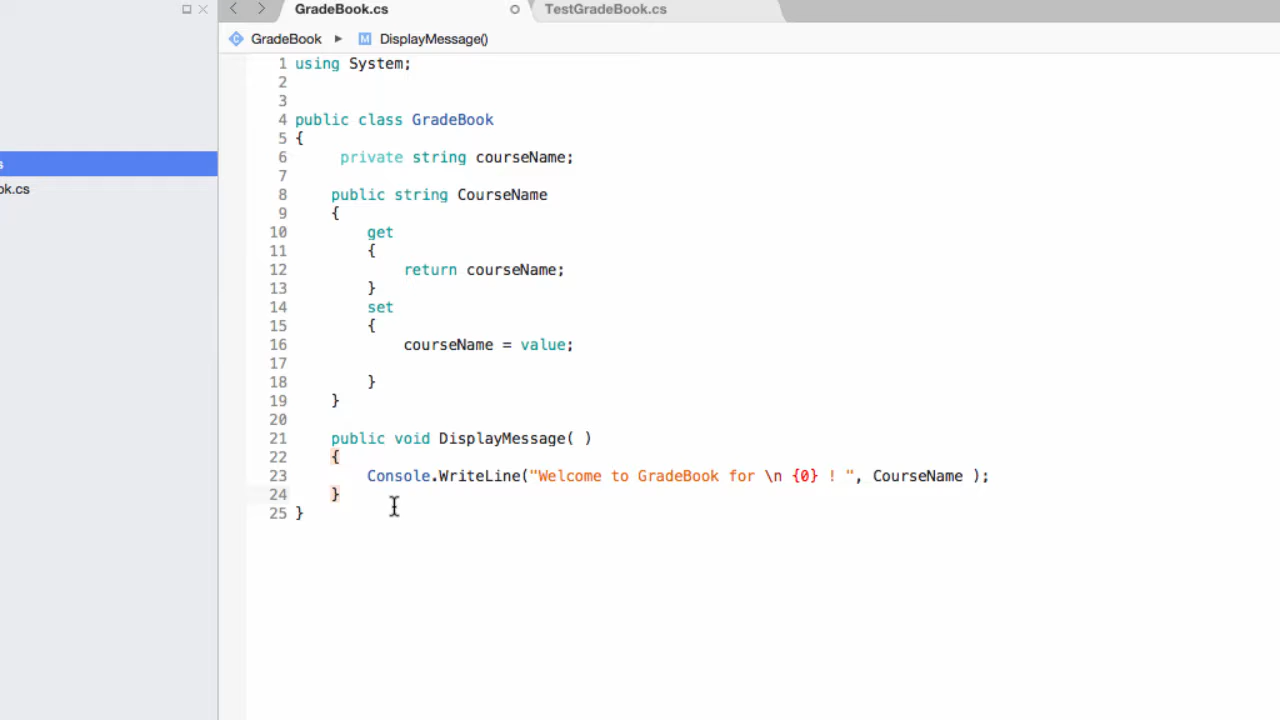 GradeBook.cs
TestGradeBook.cs
GradeBook ▸ M DisplayMessage()
s
ok.cs
1 using System;
2
3
4 public class GradeBook
5 {
6 private string courseName;
7
8 public string CourseName
9 {
10 get
11 {
12 return courseName;
13 }
14 set
15 {
16 courseName = value;
17
18 }
19 }
20
21 public void DisplayMessage( )
22 {
23 Console.WriteLine("Welcome to GradeBook for \n {0} ! ", CourseName );
24 }
25 }